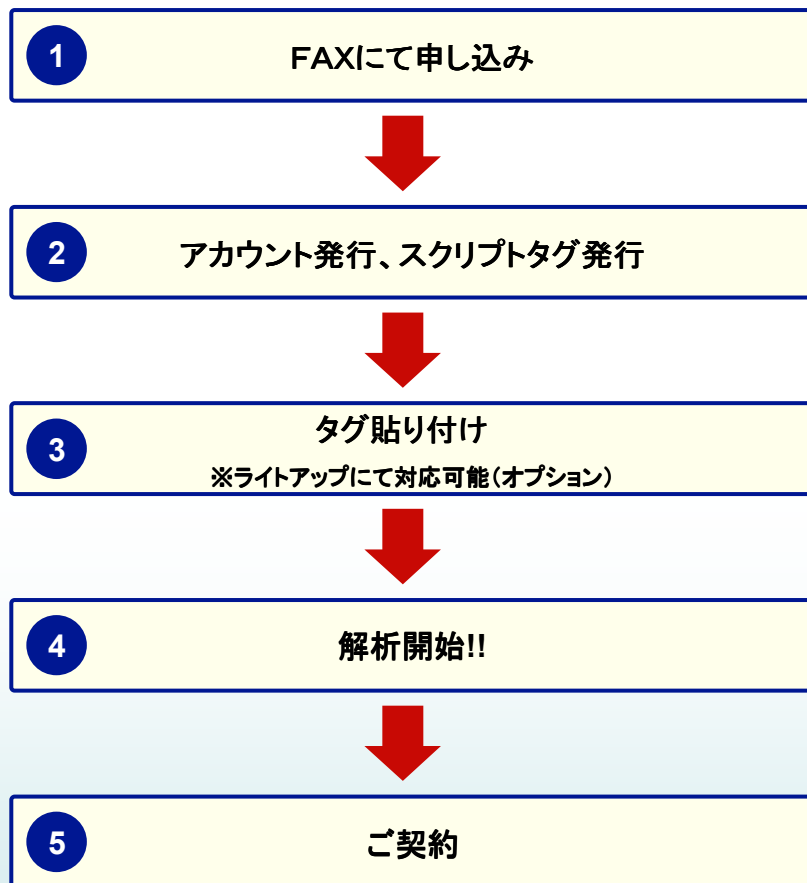 1
FAXにて申し込み
2
アカウント発行、スクリプトタグ発行
3
タグ貼り付け
※ライトアップにて対応可能(オプション)
4
解析開始!!
5
ご契約